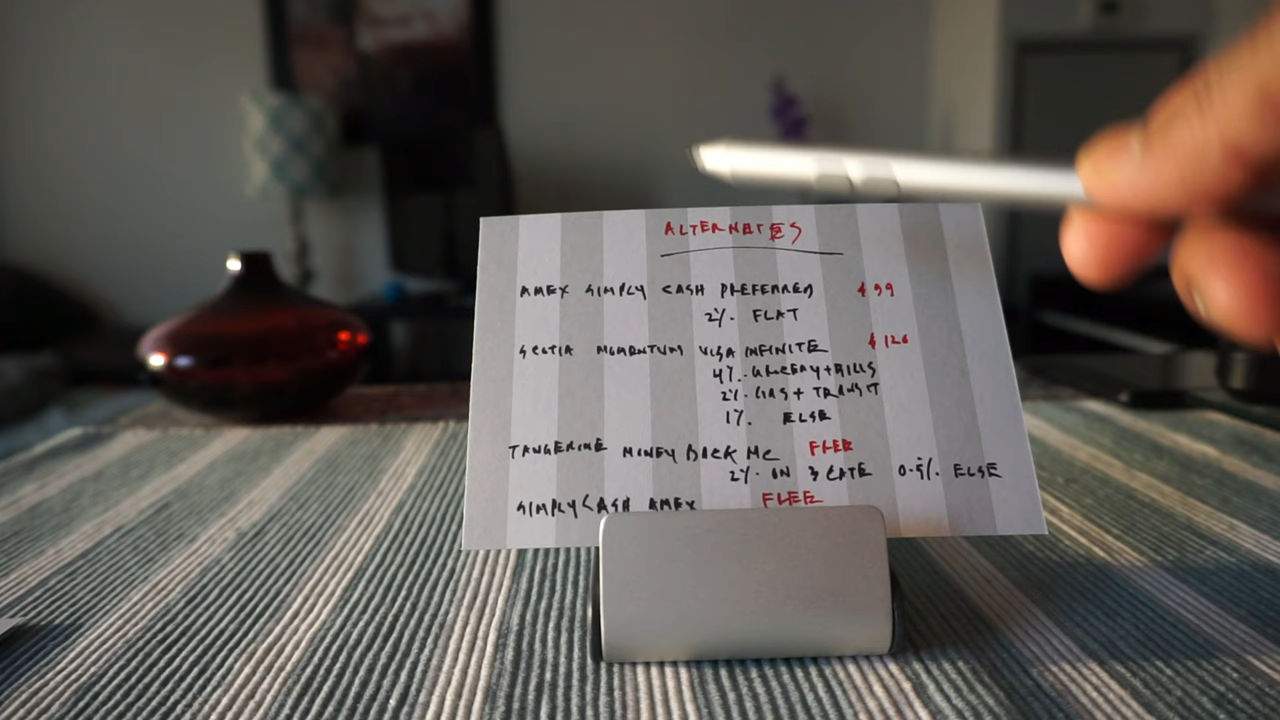 ALTERNATES
AMEX SIMPLY CASH PREFERRED $99
2% FLAT
SCOTIA MOMENTUM VISA INFINITE $120
4% GROCERY + BILLS
2% GAS + TRANSIT
1% ELSE
TANGERINE MONEY BACK MC FREE
2% ON 3 CATE 0.5% ELSE
SIMPLY CASH AMEX FREE